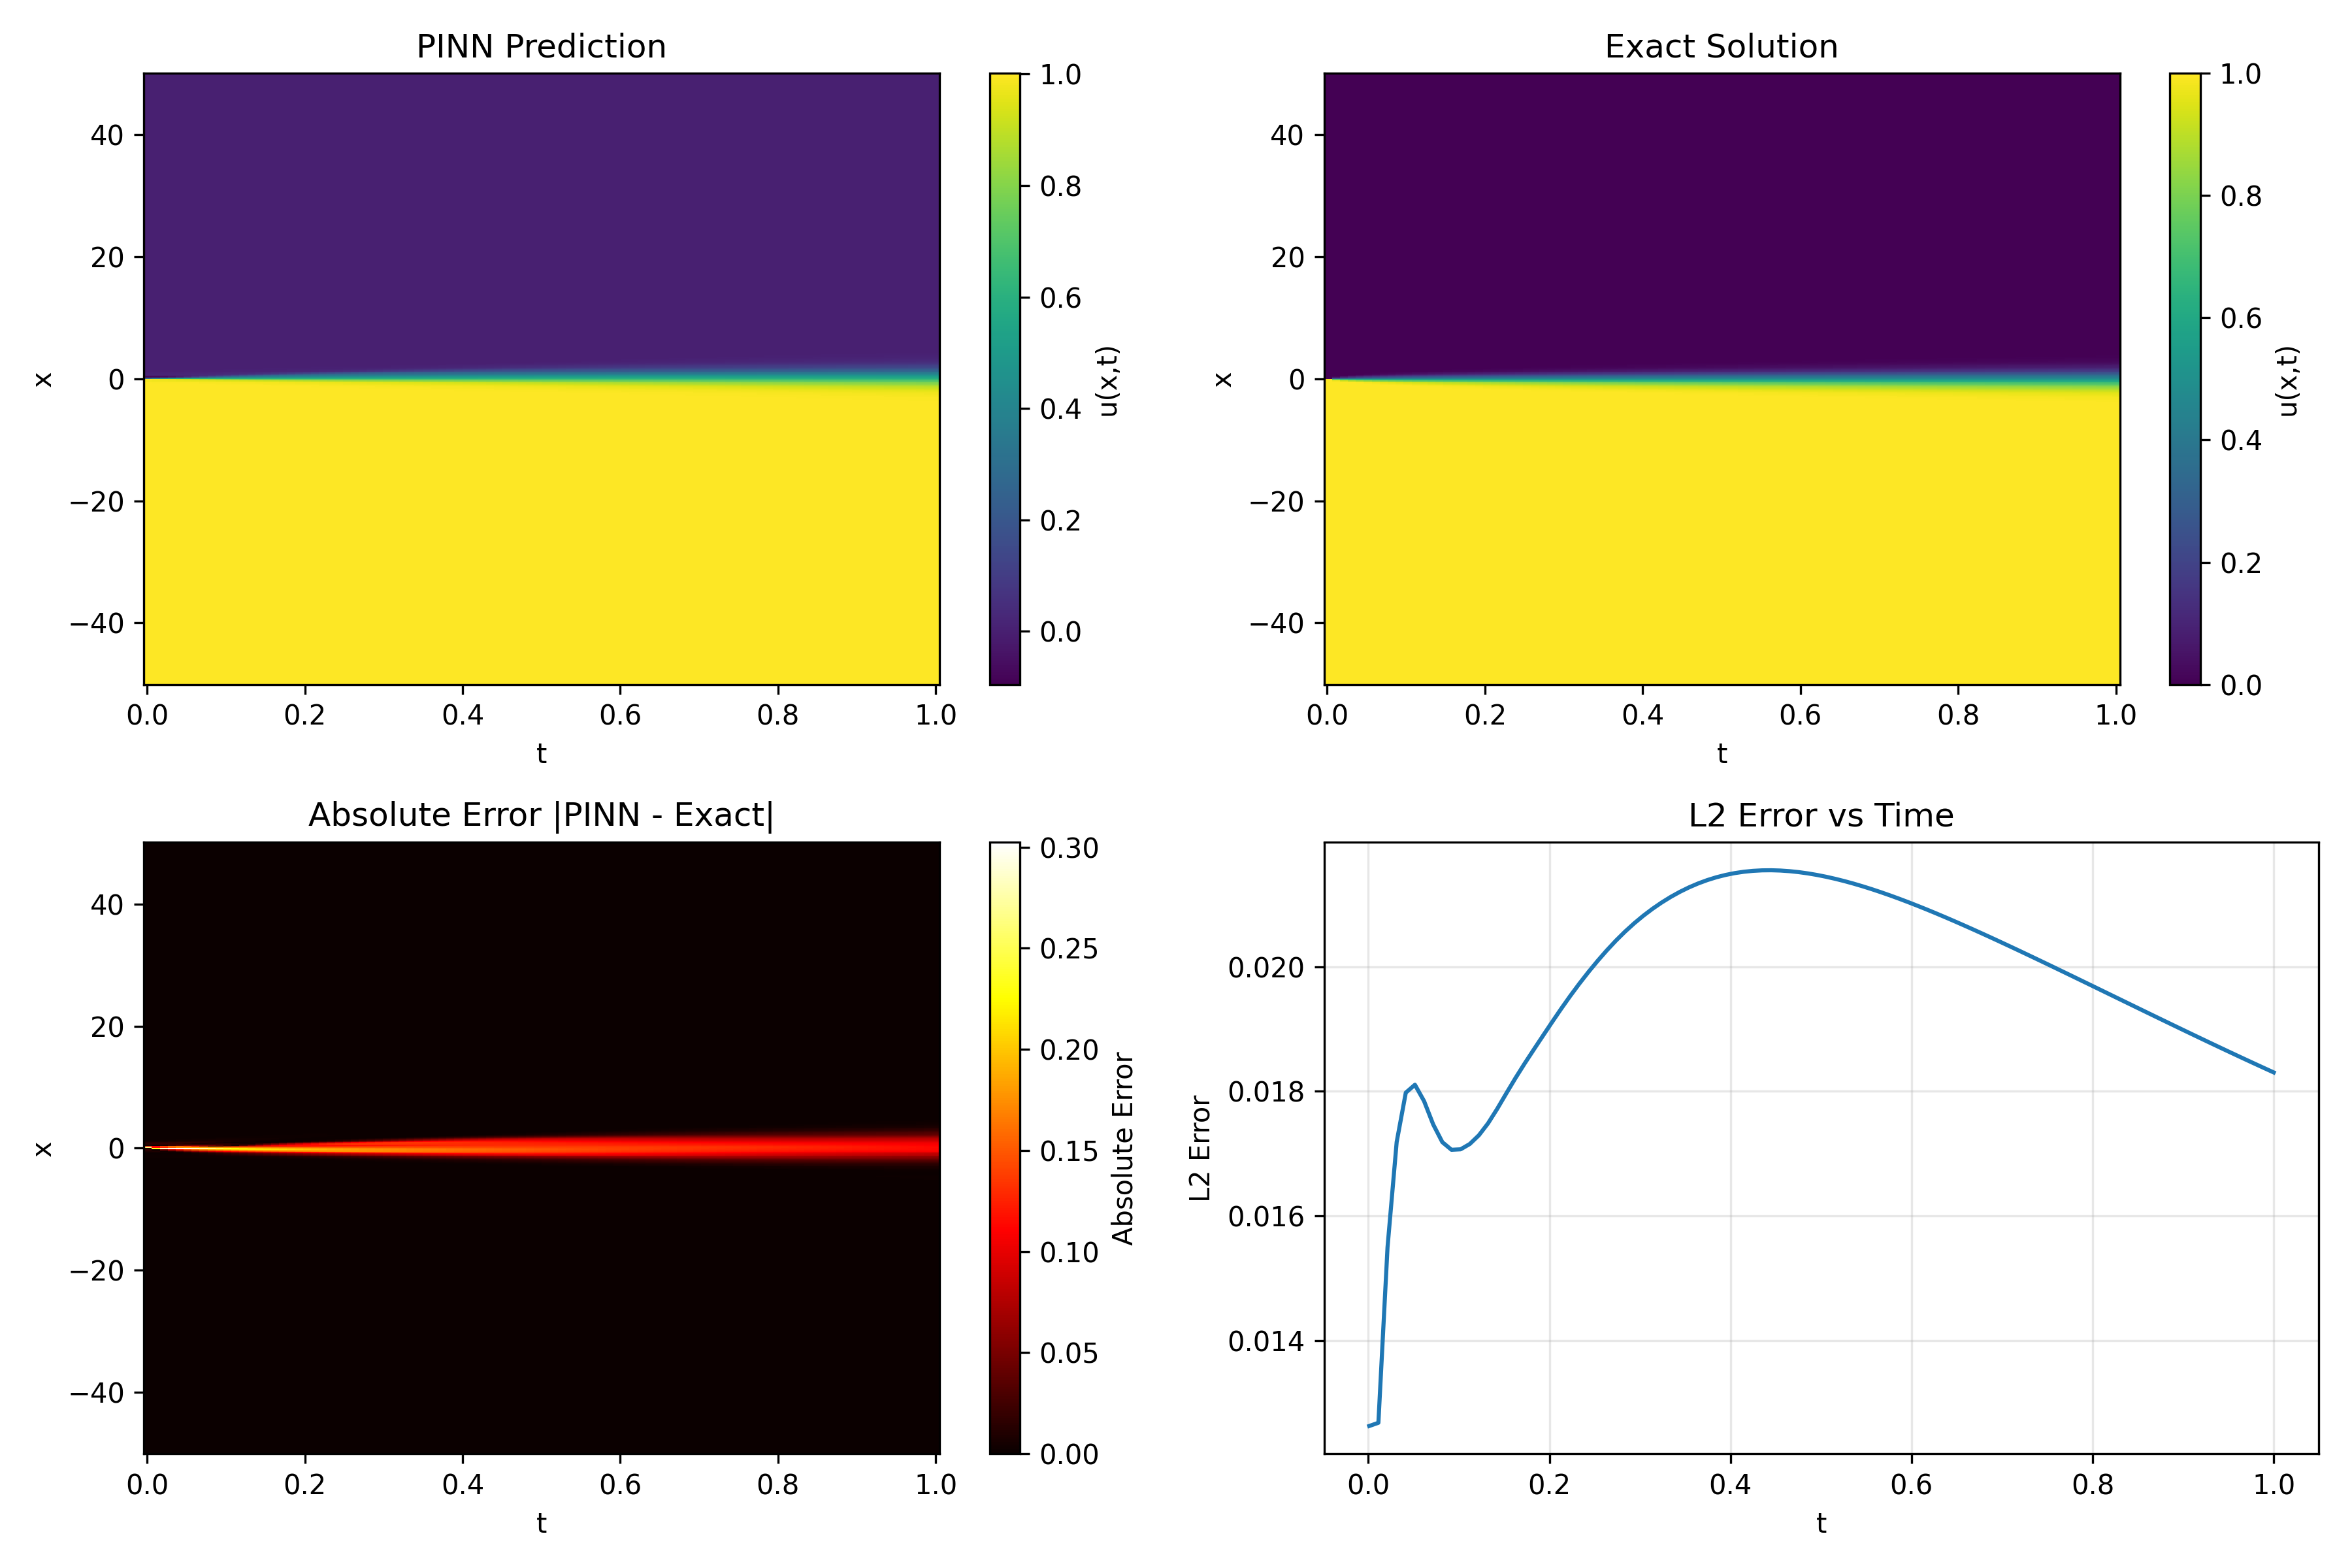 PINN Prediction
40
20
0
−20
−40
x
0.0 0.2 0.4 0.6 0.8 1.0
t
1.0
0.8
0.6
0.4
0.2
0.0
u(x,t)
Exact Solution
40
20
0
−20
−40
x
0.0 0.2 0.4 0.6 0.8 1.0
t
1.0
0.8
0.6
0.4
0.2
0.0
u(x,t)
Absolute Error |PINN - Exact|
40
20
0
−20
−40
x
0.0 0.2 0.4 0.6 0.8 1.0
t
0.30
0.25
0.20
0.15
0.10
0.05
0.00
Absolute Error
L2 Error vs Time
0.020
0.018
0.016
0.014
L2 Error
0.0 0.2 0.4 0.6 0.8 1.0
t